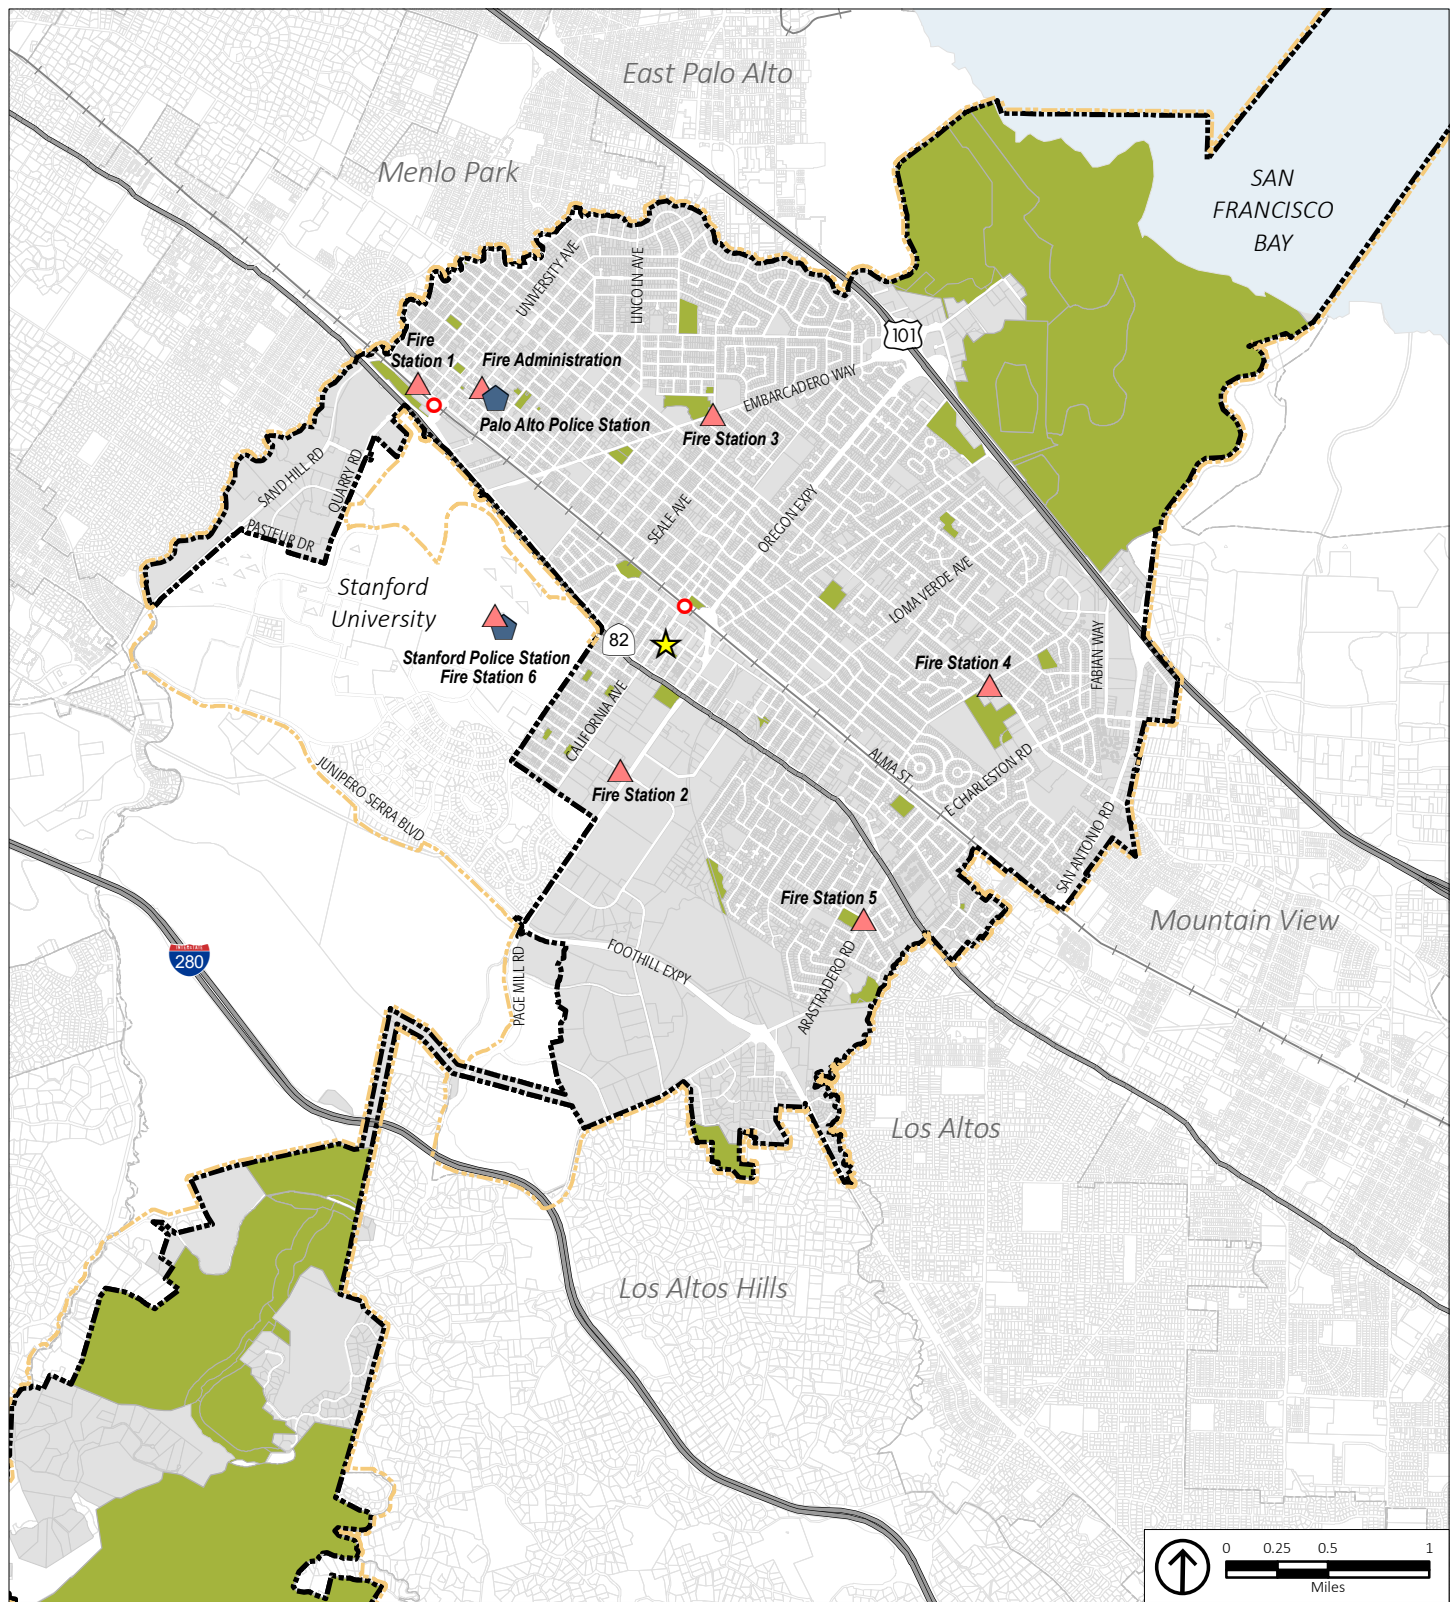 East Palo Alto
Menlo Park
SAN
FRANCISCO
BAY
UNIVERSITY AVE
LINCOLN AVE
101
Fire
Station 1
Fire Administration
EMBARCADERO WAY
Palo Alto Police Station
Fire Station 3
SAND HILL RD
QUARRY RD
PASTEUR DR
SEALE AVE
OREGON EXPY
LOMA VERDE AVE
Stanford
University
82
Stanford Police Station
Fire Station 6
Fire Station 4
FABIAN WAY
CALIFORNIA AVE
JUNIPERO SERRA BLVD
ALMA ST
E CHARLESTON RD
Fire Station 2
SAN ANTONIO RD
Fire Station 5
Mountain View
280
PAGE MILL RD
FOOTHILL EXPY
ARASTRADERO RD
Los Altos
Los Altos Hills
0 0.25 0.5 1
Miles